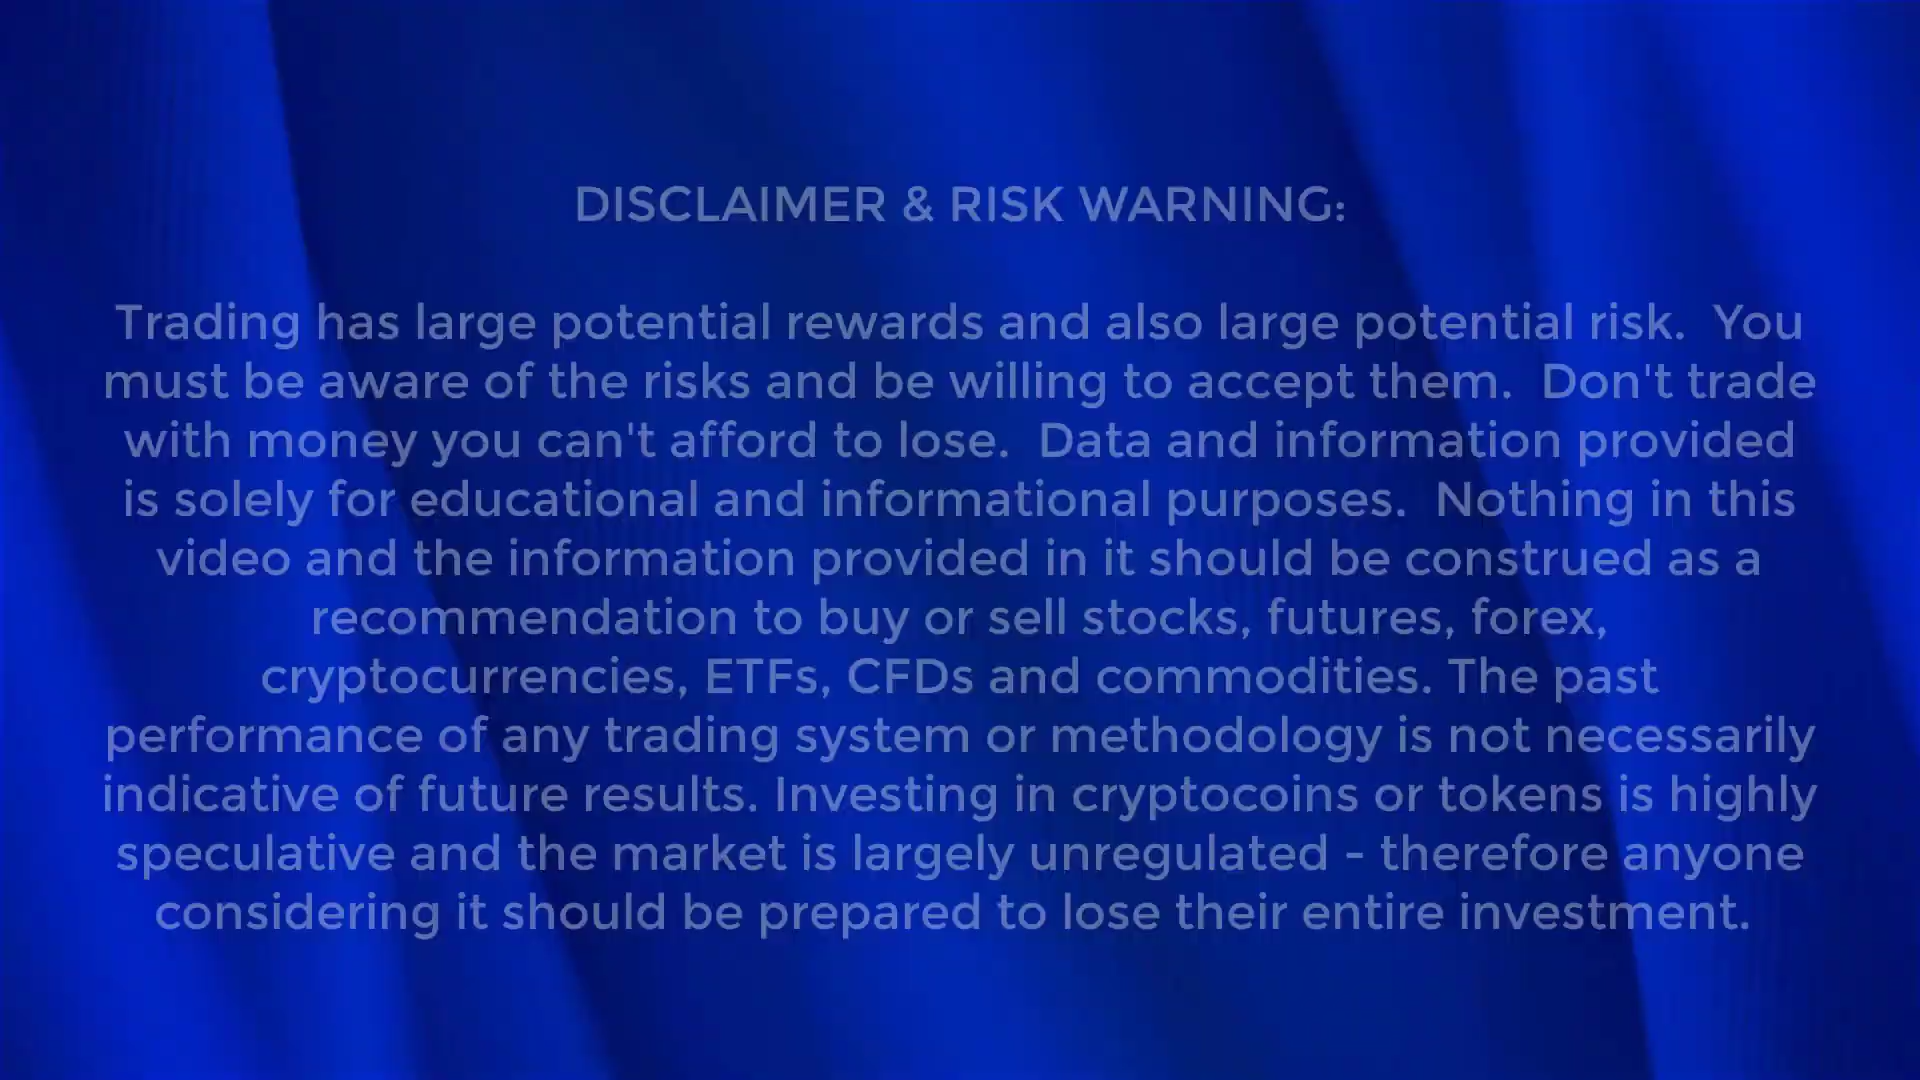 DISCLAIMER & RISK WARNING:
Trading has large potential rewards and also large potential risk.  You
must be aware of the risks and be willing to accept them.  Don't trade
with money you can't afford to lose.  Data and information provided
is solely for educational and informational purposes.  Nothing in this
video and the information provided in it should be construed as a
recommendation to buy or sell stocks, futures, forex,
cryptocurrencies, ETFs, CFDs and commodities. The past
performance of any trading system or methodology is not necessarily
indicative of future results. Investing in cryptocoins or tokens is highly
speculative and the market is largely unregulated - therefore anyone
considering it should be prepared to lose their entire investment.